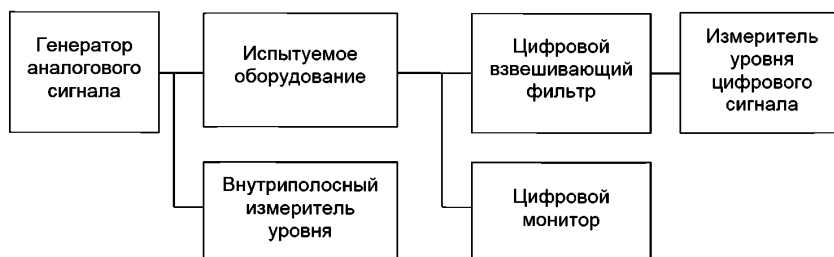 Генератор
аналогового
сигнала
Испытуемое
оборудование
Цифровой
взвешивающий
фильтр
Измеритель
уровня
цифрового
сигнала
Внутриполосный
измеритель
уровня
Цифровой
монитор